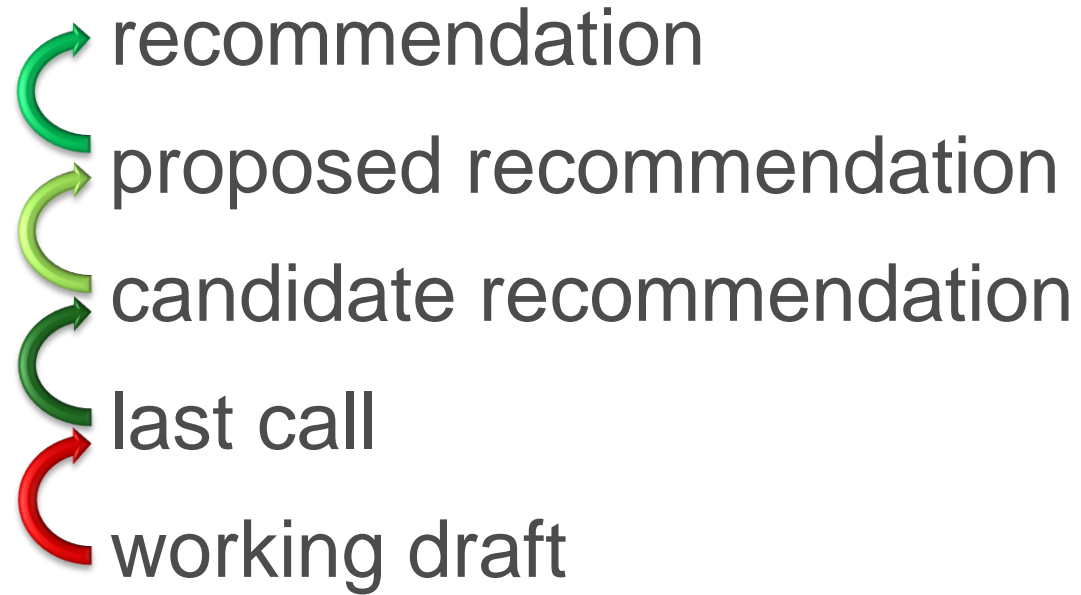 recommendation
proposed recommendation
candidate recommendation
last call
working draft